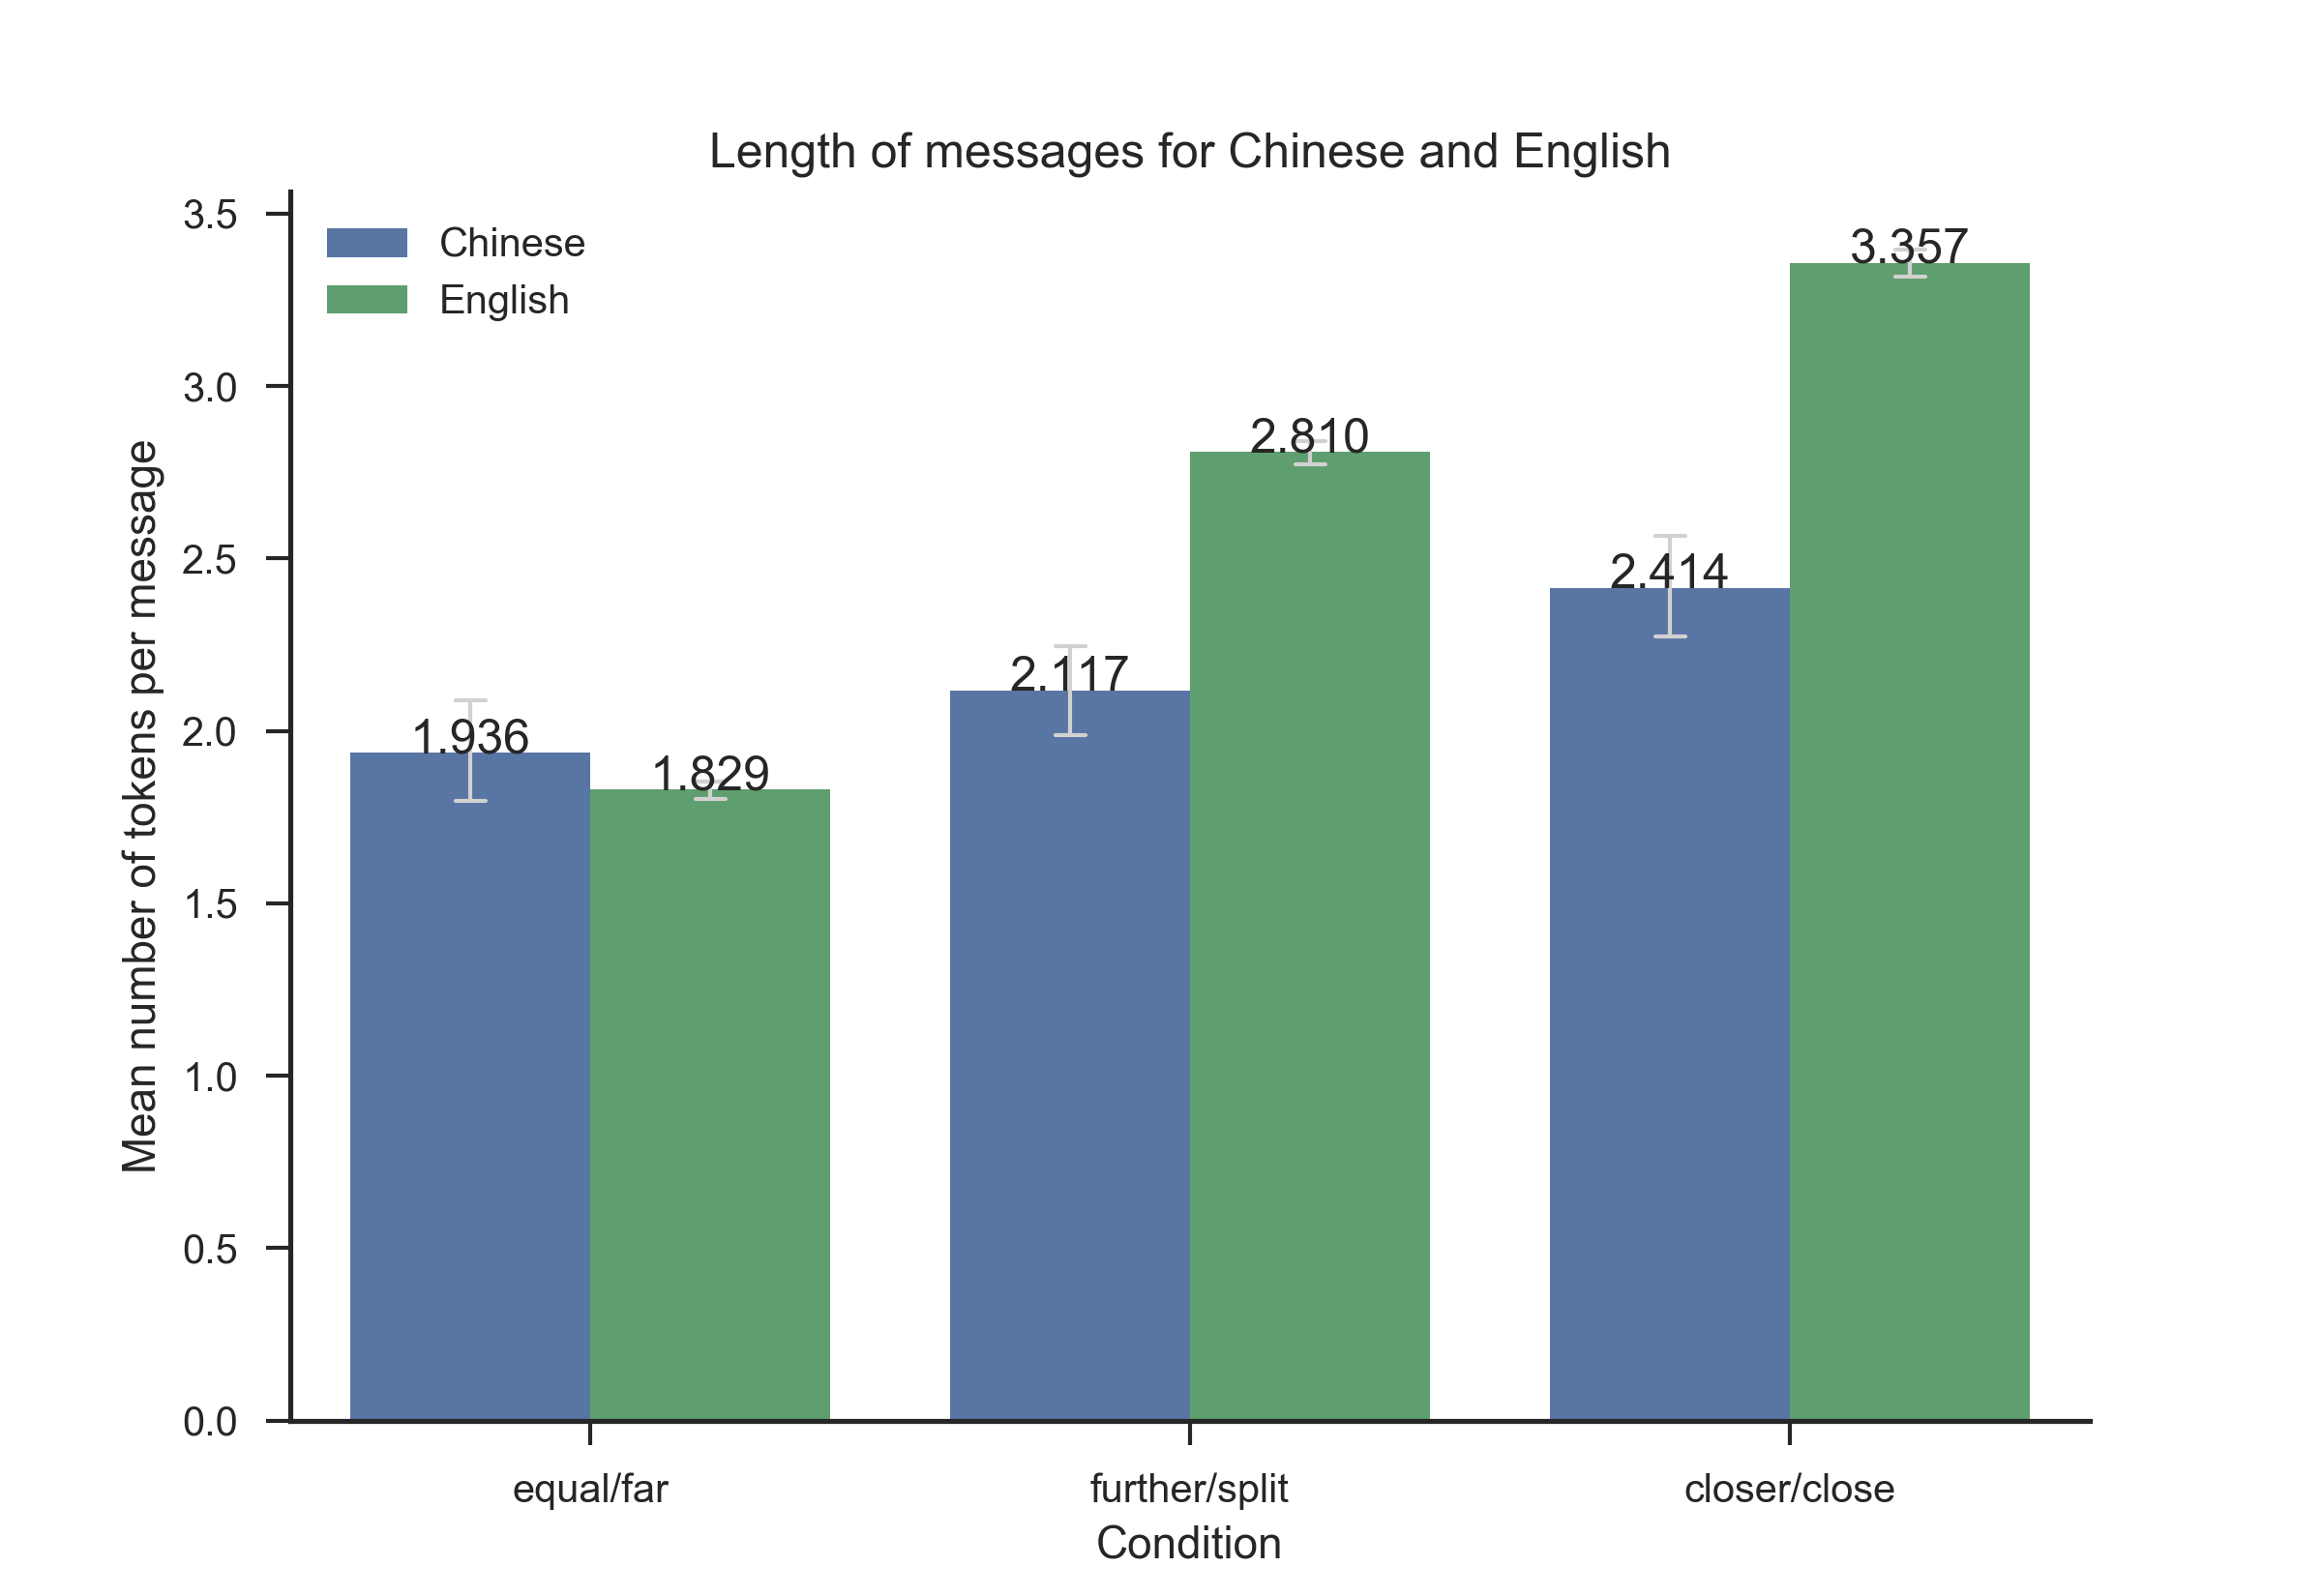 Length of messages for Chinese and English
Chinese
English
3.5
3.0
2.5
2.0
1.5
1.0
0.5
0.0
Mean number of tokens per message
1.936
1.829
2.117
2.810
2.414
3.357
equal/far
further/split
closer/close
Condition